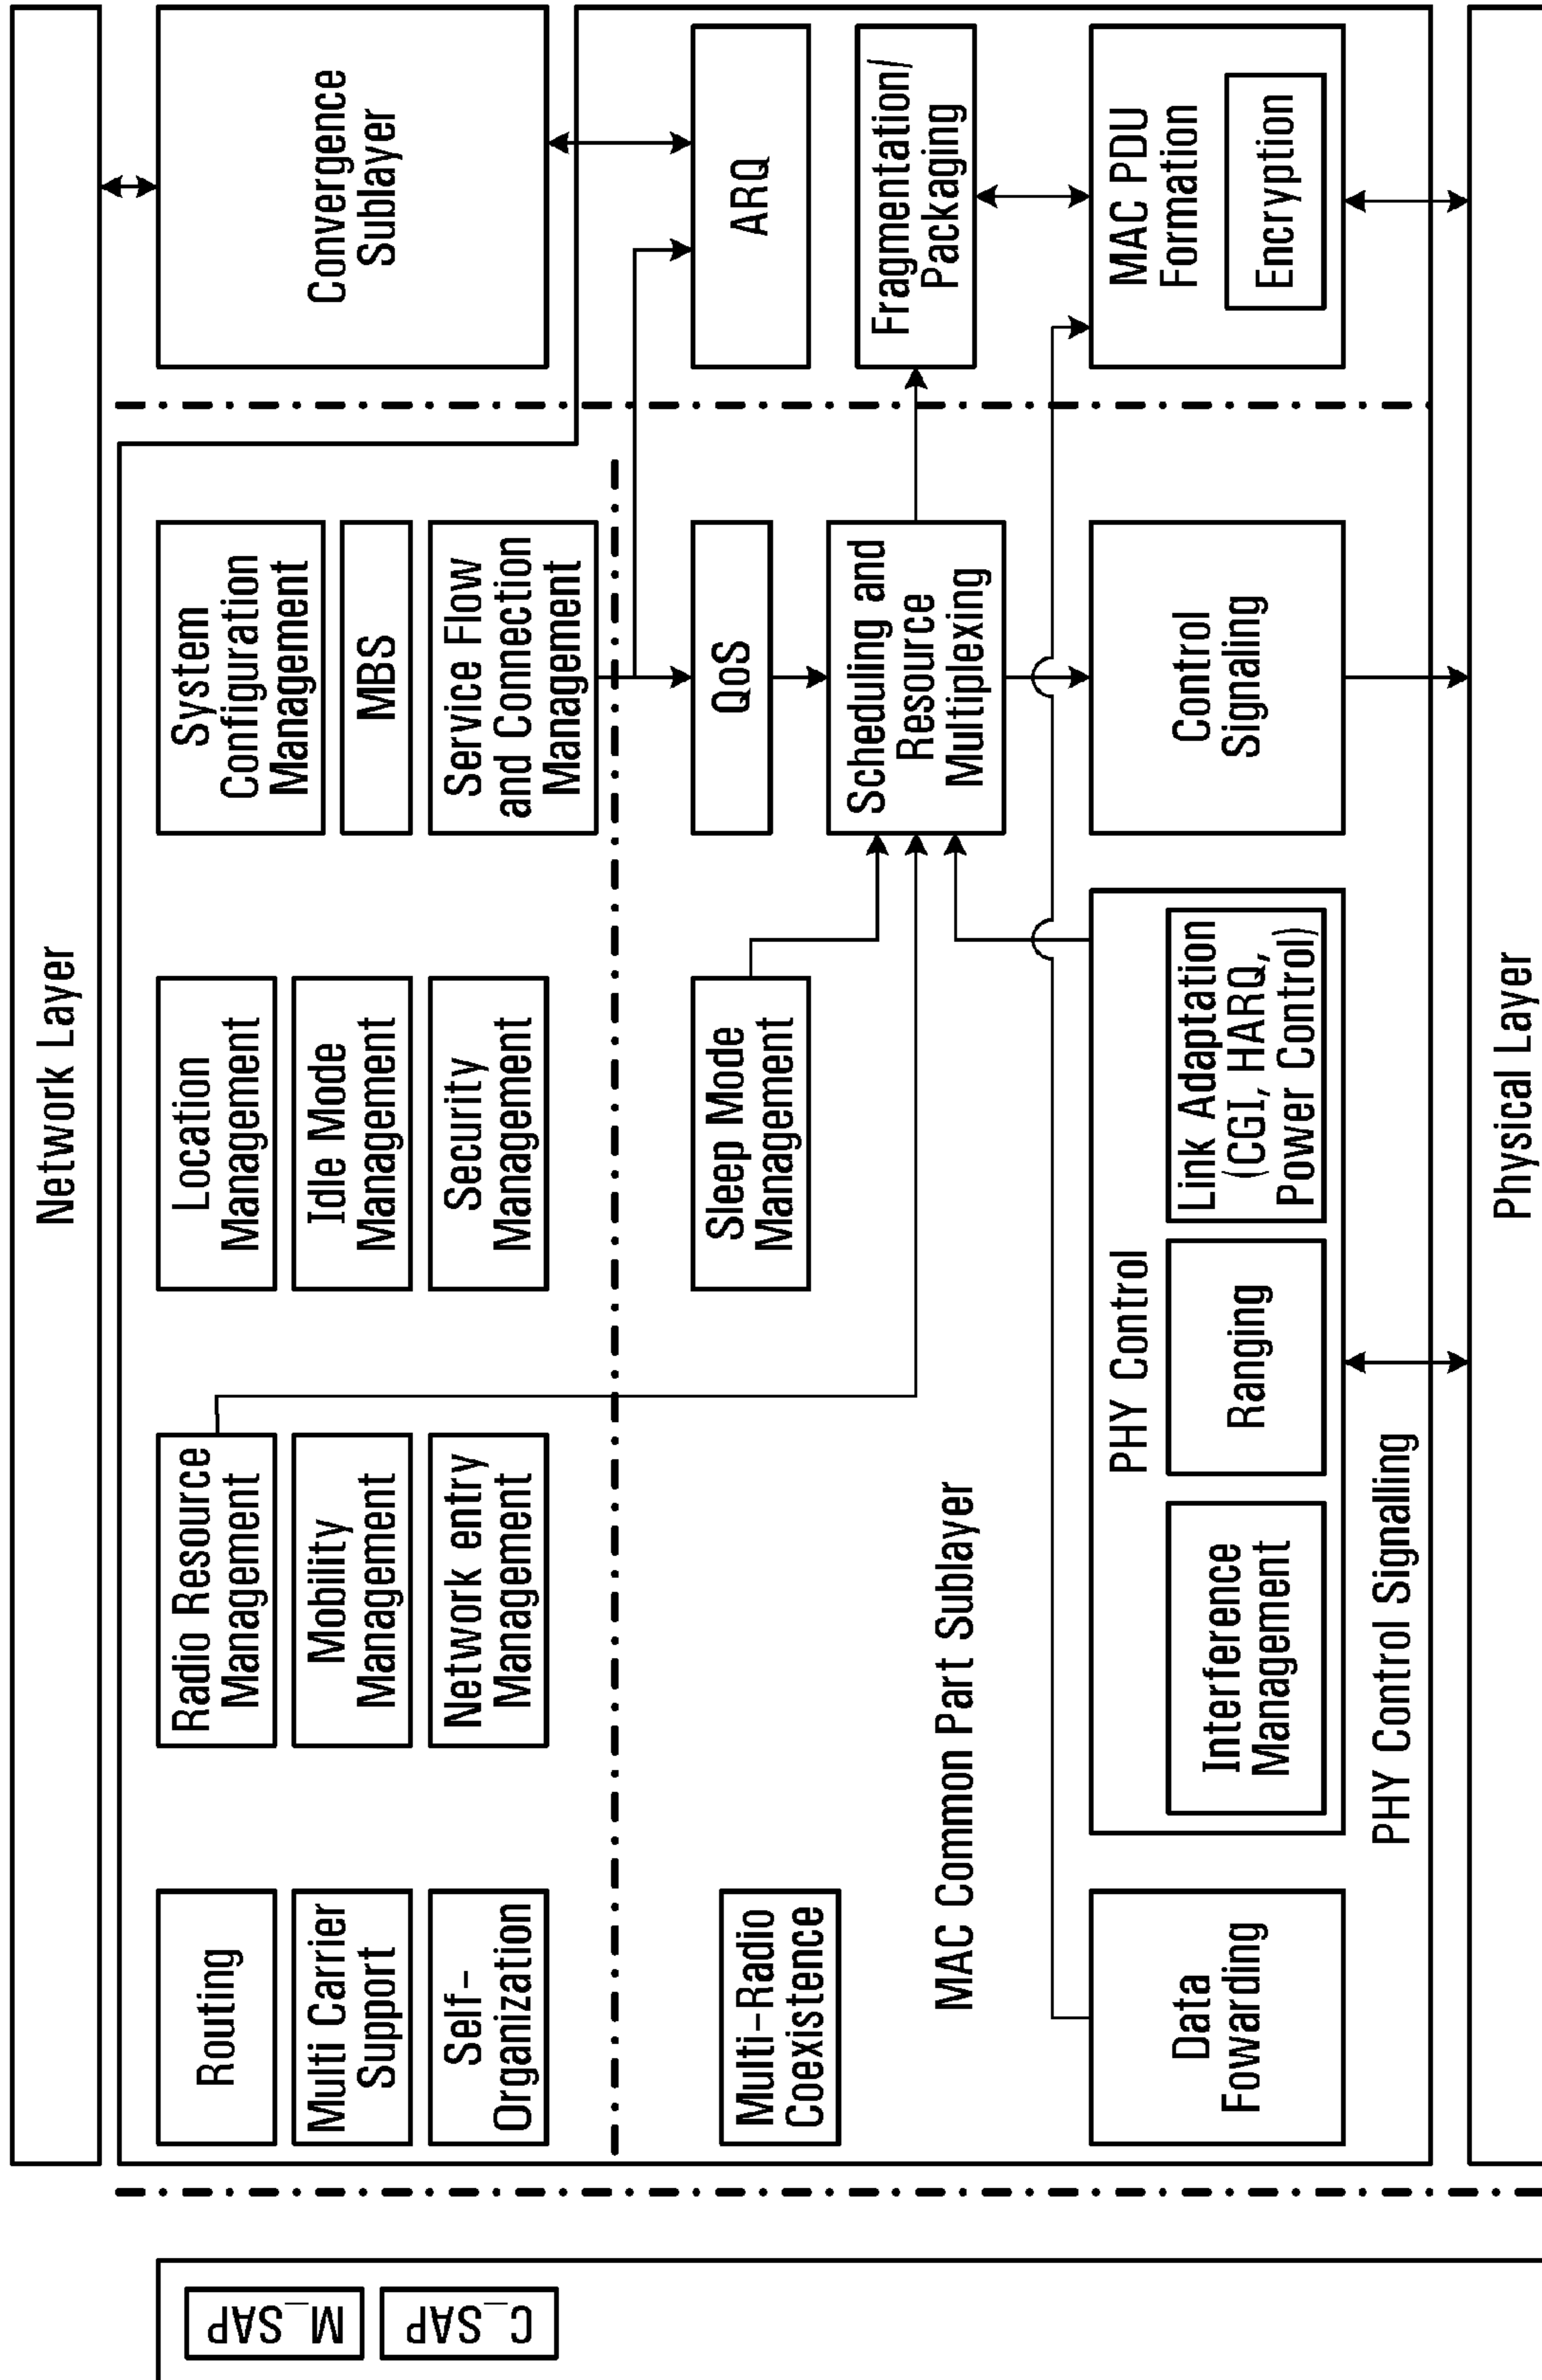 Network Layer
M_SAP
C_SAP
Routing
Multi Carrier
Support
Self-
Organization
Radio Resource
Management
Mobility
Management
Network entry
Management
Location
Management
Idle Mode
Management
Security
Management
System
Configuration
Management
MBS
Service Flow
and Connection
Management
Convergence
Sublayer
Multi-Radio
Coexistence
Sleep Mode
Management
QoS
ARQ
Scheduling and
Resource
Multiplexing
Fragmentation/
Packaging
MAC Common Part Sublayer
Data
Fowarding
PHY Control
Interference
Management
Ranging
Link Adaptation
(CGI, HARQ,
Power Control)
Control
Signaling
MAC PDU
Formation
Encryption
PHY Control Signalling
Physical Layer